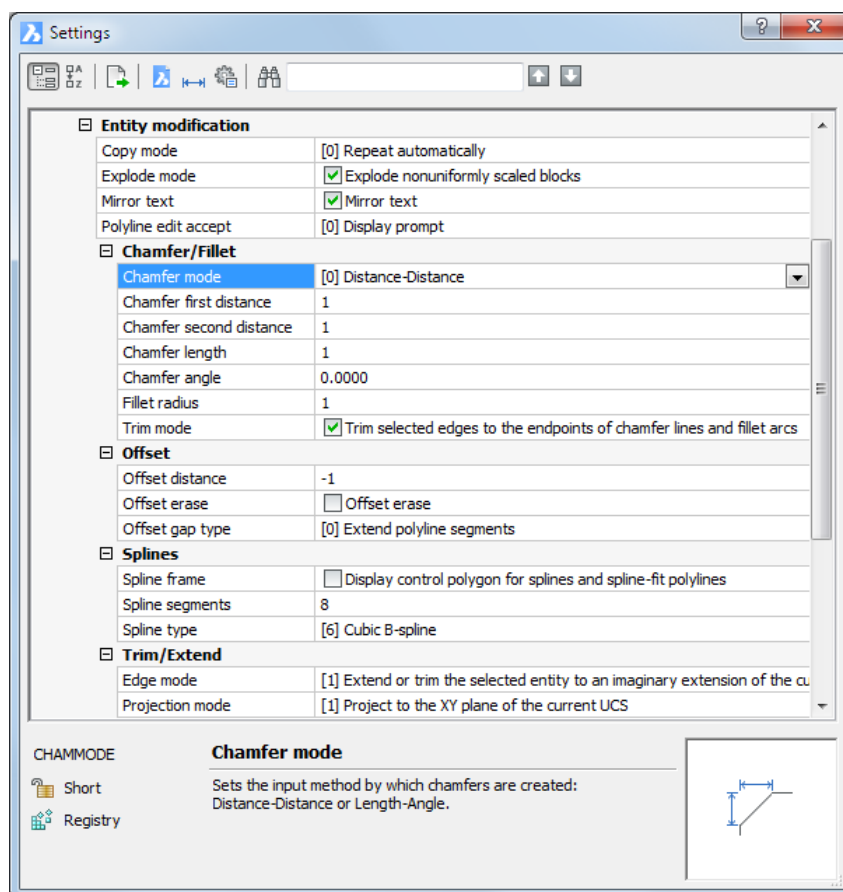 Settings
Entity modification
Copy mode [0] Repeat automatically
Explode mode Explode nonuniformly scaled blocks
Mirror text Mirror text
Polyline edit accept [0] Display prompt
Chamfer/Fillet
Chamfer mode [0] Distance-Distance
Chamfer first distance 1
Chamfer second distance 1
Chamfer length 1
Chamfer angle 0.0000
Fillet radius 1
Trim mode Trim selected edges to the endpoints of chamfer lines and fillet arcs
Offset
Offset distance -1
Offset erase Offset erase
Offset gap type [0] Extend polyline segments
Splines
Spline frame Display control polygon for splines and spline-fit polylines
Spline segments 8
Spline type [6] Cubic B-spline
Trim/Extend
Edge mode [1] Extend or trim the selected entity to an imaginary extension of the cu
Projection mode [1] Project to the XY plane of the current UCS
CHAMMODE Chamfer mode
Short Sets the input method by which chamfers are created:
Distance-Distance or Length-Angle.
Registry